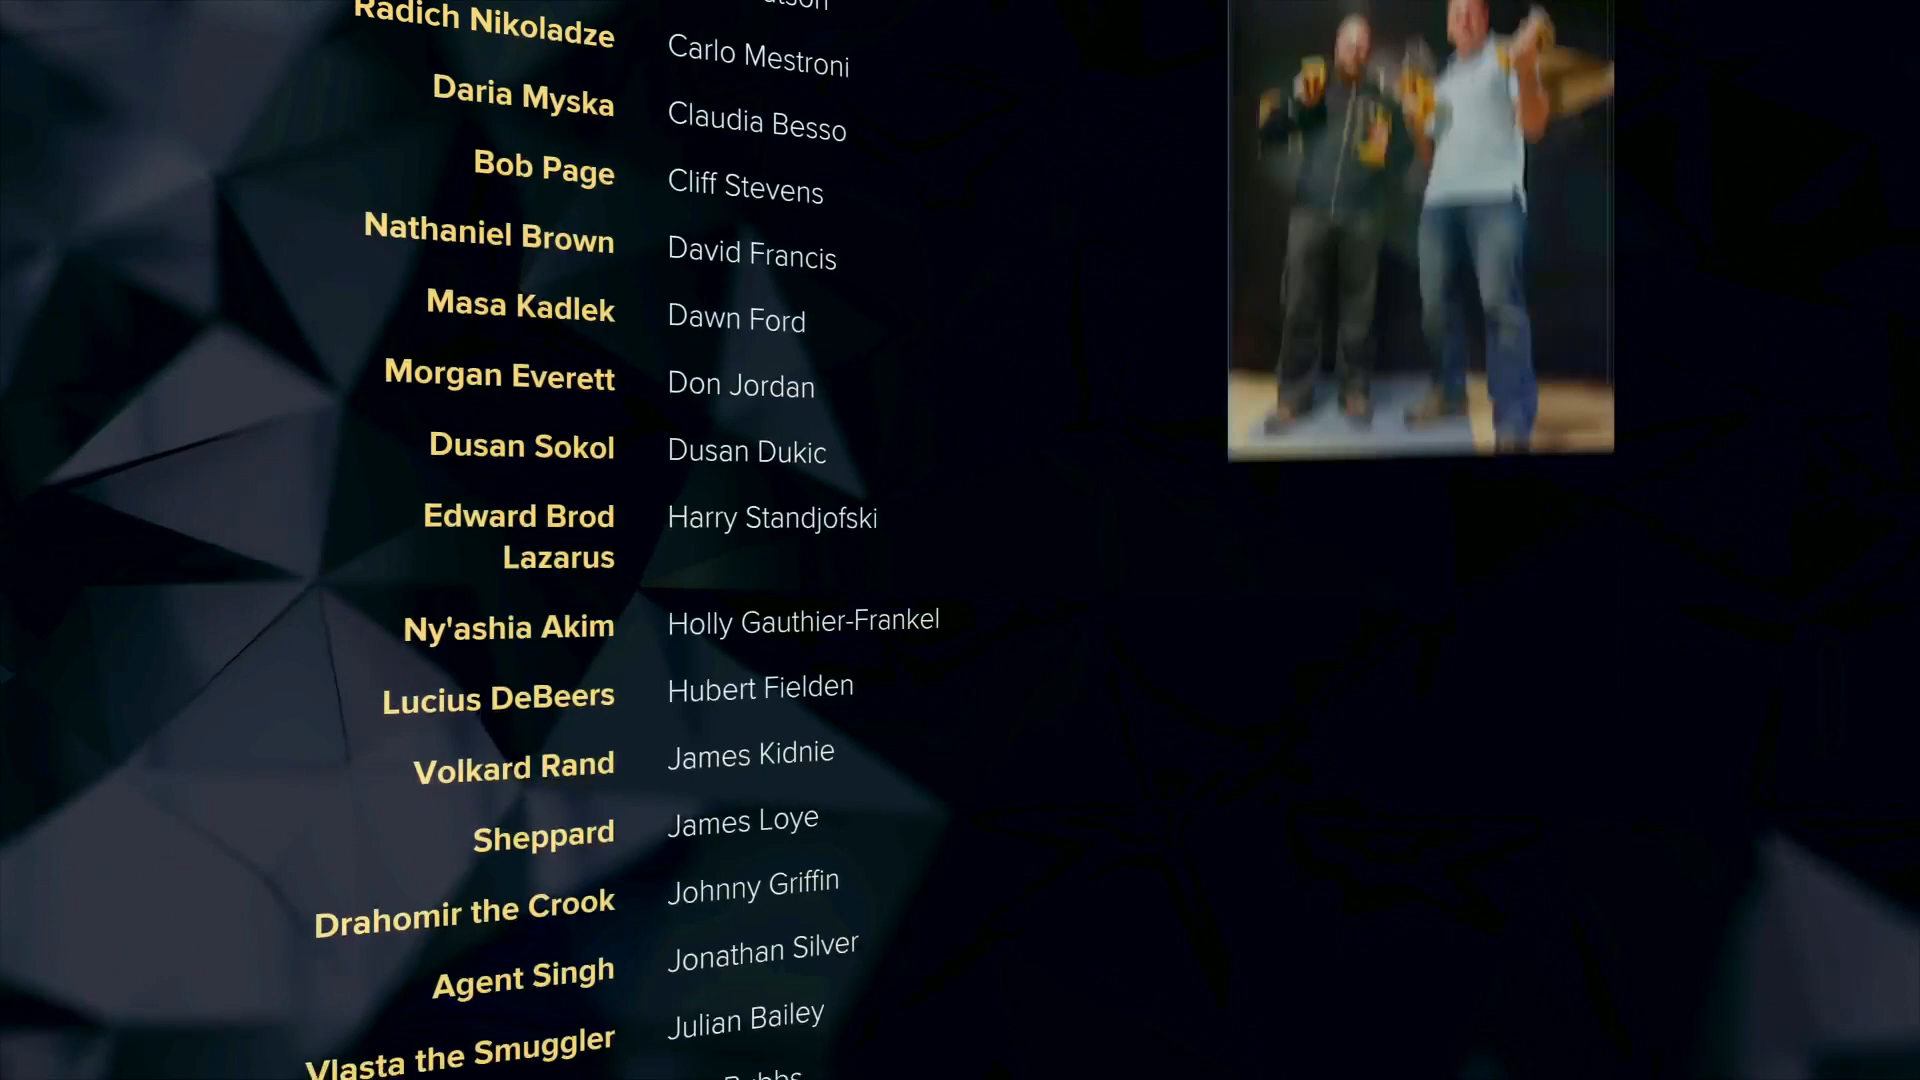 Radich Nikoladze Carlo Mestroni
Daria Myska Claudia Besso
Bob Page Cliff Stevens
Nathaniel Brown David Francis
Masa Kadlek Dawn Ford
Morgan Everett Don Jordan
Dusan Sokol Dusan Dukic
Edward Brod Harry Standjofski
Lazarus
Ny'ashia Akim Holly Gauthier-Frankel
Lucius DeBeers Hubert Fielden
Volkard Rand James Kidnie
Sheppard James Loye
Drahomir the Crook Johnny Griffin
Agent Singh Jonathan Silver
Vlasta the Smuggler Julian Bailey